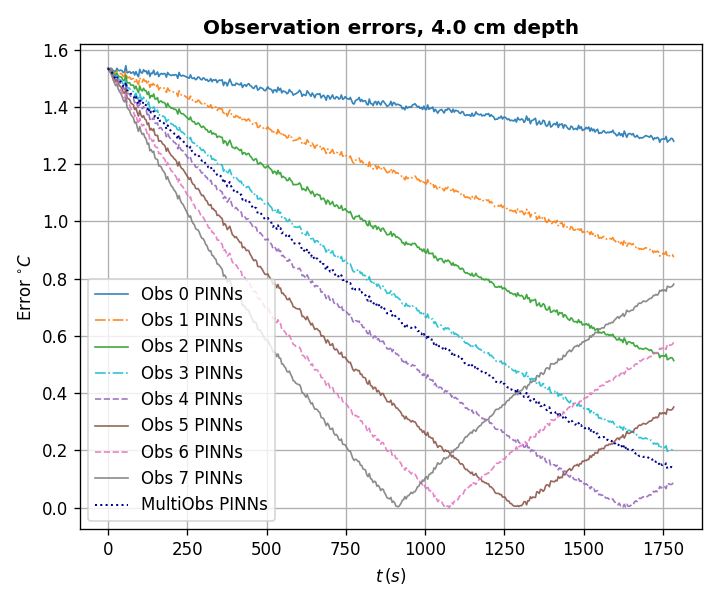 Observation errors, 4.0 cm depth
1.6
1.4
1.2
1.0
0.8
0.6
0.4
0.2
0.0
Error °C
Obs 0 PINNs
Obs 1 PINNs
Obs 2 PINNs
Obs 3 PINNs
Obs 4 PINNs
Obs 5 PINNs
Obs 6 PINNs
Obs 7 PINNs
MultiObs PINNs
0 250 500 750 1000 1250 1500 1750
t (s)